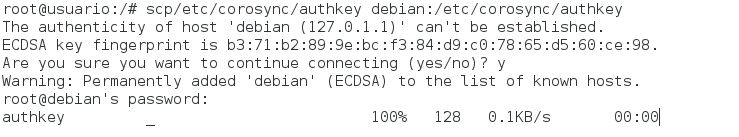 root@usuario:/# scp/etc/corosync/authkey debian:/etc/corosync/authkey
The authenticity of host 'debian (127.0.1.1)' can't be established.
ECDSA key fingerprint is b3:71:b2:89:9e:bc:f3:84:d9:c0:78:65:d5:60:ce:98.
Are you sure you want to continue connecting (yes/no)? y
Warning: Permanently added 'debian' (ECDSA) to the list of known hosts.
root@debian's password:
authkey _ 100% 128 0.1KB/s 00:00